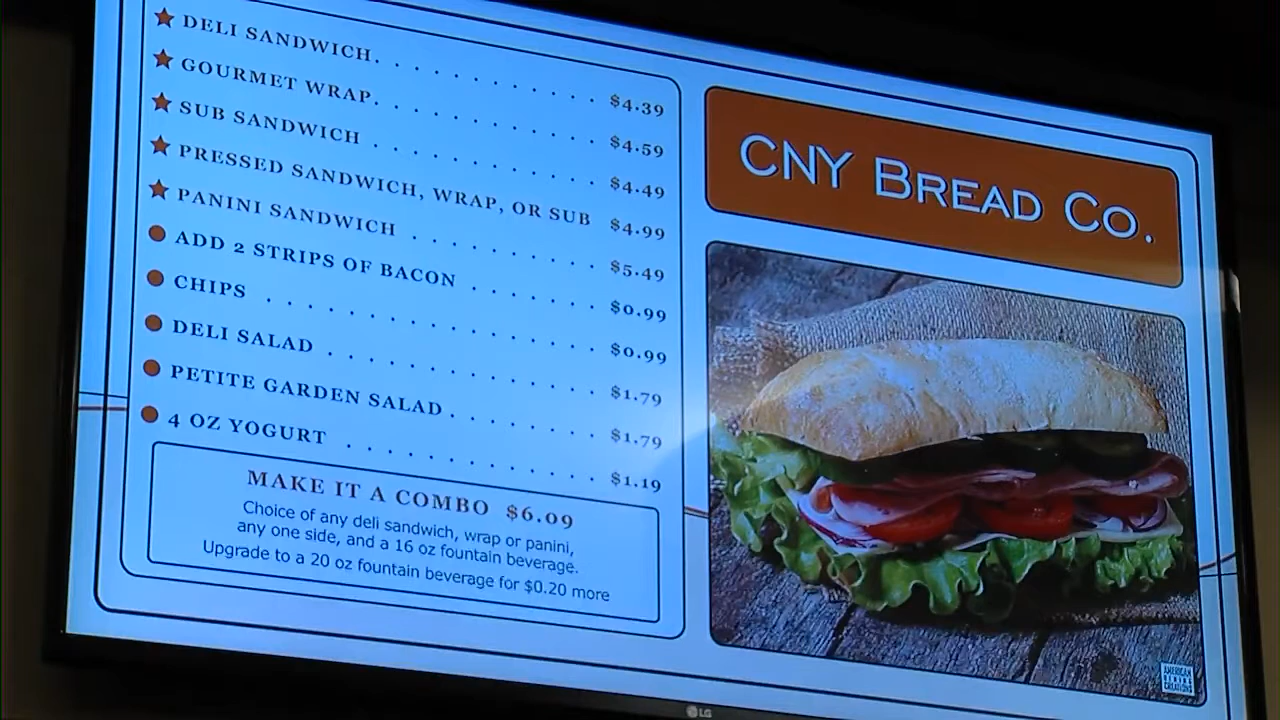 ★ DELI SANDWICH. . . . . . . . . . . $4.39
★ GOURMET WRAP. . . . . . . . . . . $4.59
★ SUB SANDWICH . . . . . . . . . . . $4.49
★ PRESSED SANDWICH, WRAP, OR SUB $4.99
★ PANINI SANDWICH . . . . . . . . . $5.49
● ADD 2 STRIPS OF BACON . . . . . . . $0.99
● CHIPS . . . . . . . . . . . . . . . $0.99
● DELI SALAD . . . . . . . . . . . . $1.79
● PETITE GARDEN SALAD. . . . . . . $1.79
● 4 OZ YOGURT . . . . . . . . . . . $1.19
MAKE IT A COMBO $6.09
Choice of any deli sandwich, wrap or panini,
any one side, and a 16 oz fountain beverage.
Upgrade to a 20 oz fountain beverage for $0.20 more
CNY BREAD CO.
AMERICAN
DINING
CREATIONS
LG